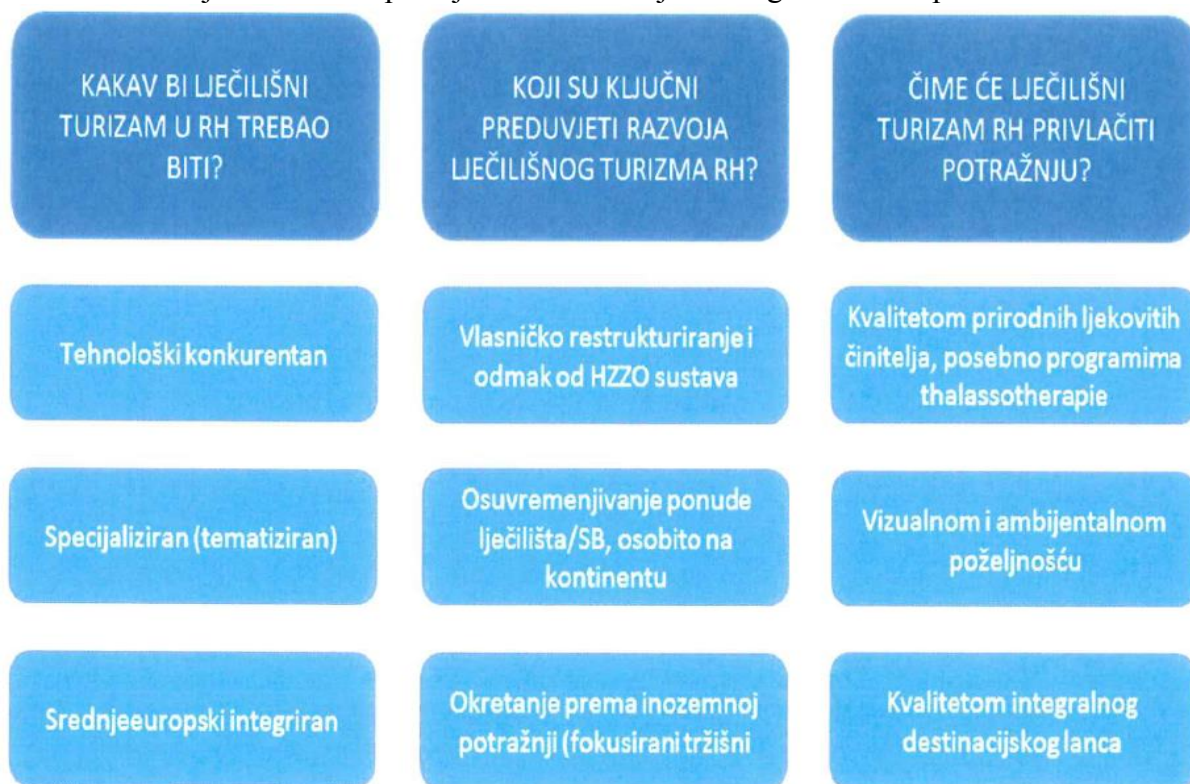 KAKAV BI LJEČILIŠNI
TURIZAM U RH TREBAO
BITI?
KOJI SU KLJUČNI
PREDUVJETI RAZVOJA
LJEČILIŠNOG TURIZMA RH?
ČIME ĆE LJEČILIŠNI
TURIZAM RH PRIVLAČITI
POTRAŽNJU?
Tehnološki konkurentan
Vlasničko restrukturiranje i
odmak od HZZO sustava
Kvalitetom prirodnih ljekovitih
činitelja, posebno programima
thalassotherapie
Specijaliziran (tematiziran)
Osuvremenjivanje ponude
lječilišta/SB, osobito na
kontinentu
Vizualnom i ambijentalnom
poželjnošću
Srednjeeuropski integriran
Okretanje prema inozemnoj
potražnji (fokusirani tržišni
Kvalitetom integralnog
destinacijskog lanca